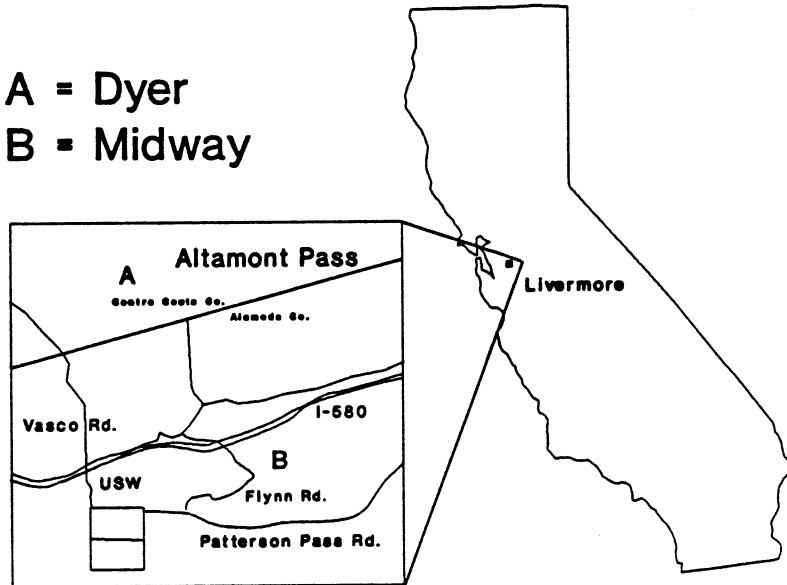 A = Dyer
B = Midway
A
Altamont Pass
Contra Costa Co.
Alameda Co.
Livermore
Vasco Rd.
I-580
B
USW
Flynn Rd.
Patterson Pass Rd.